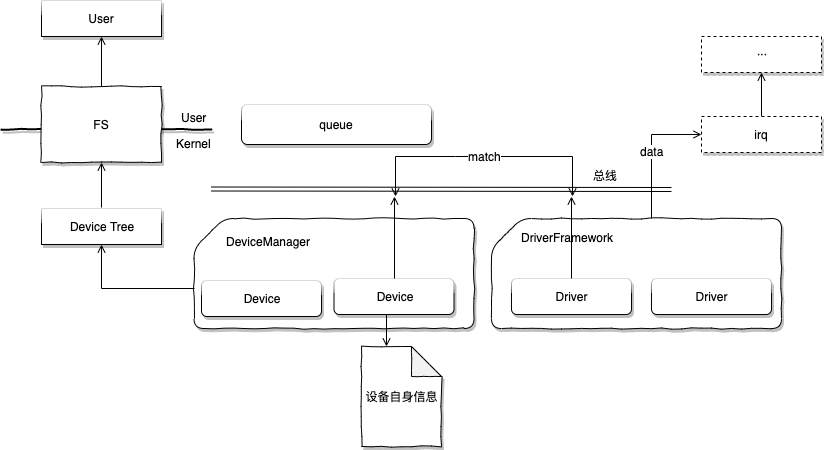 User
...
FS
User
Kernel
queue
irq
match
data
总线
Device Tree
DeviceManager
DriverFramework
Device
Device
Driver
Driver
设备自身信息